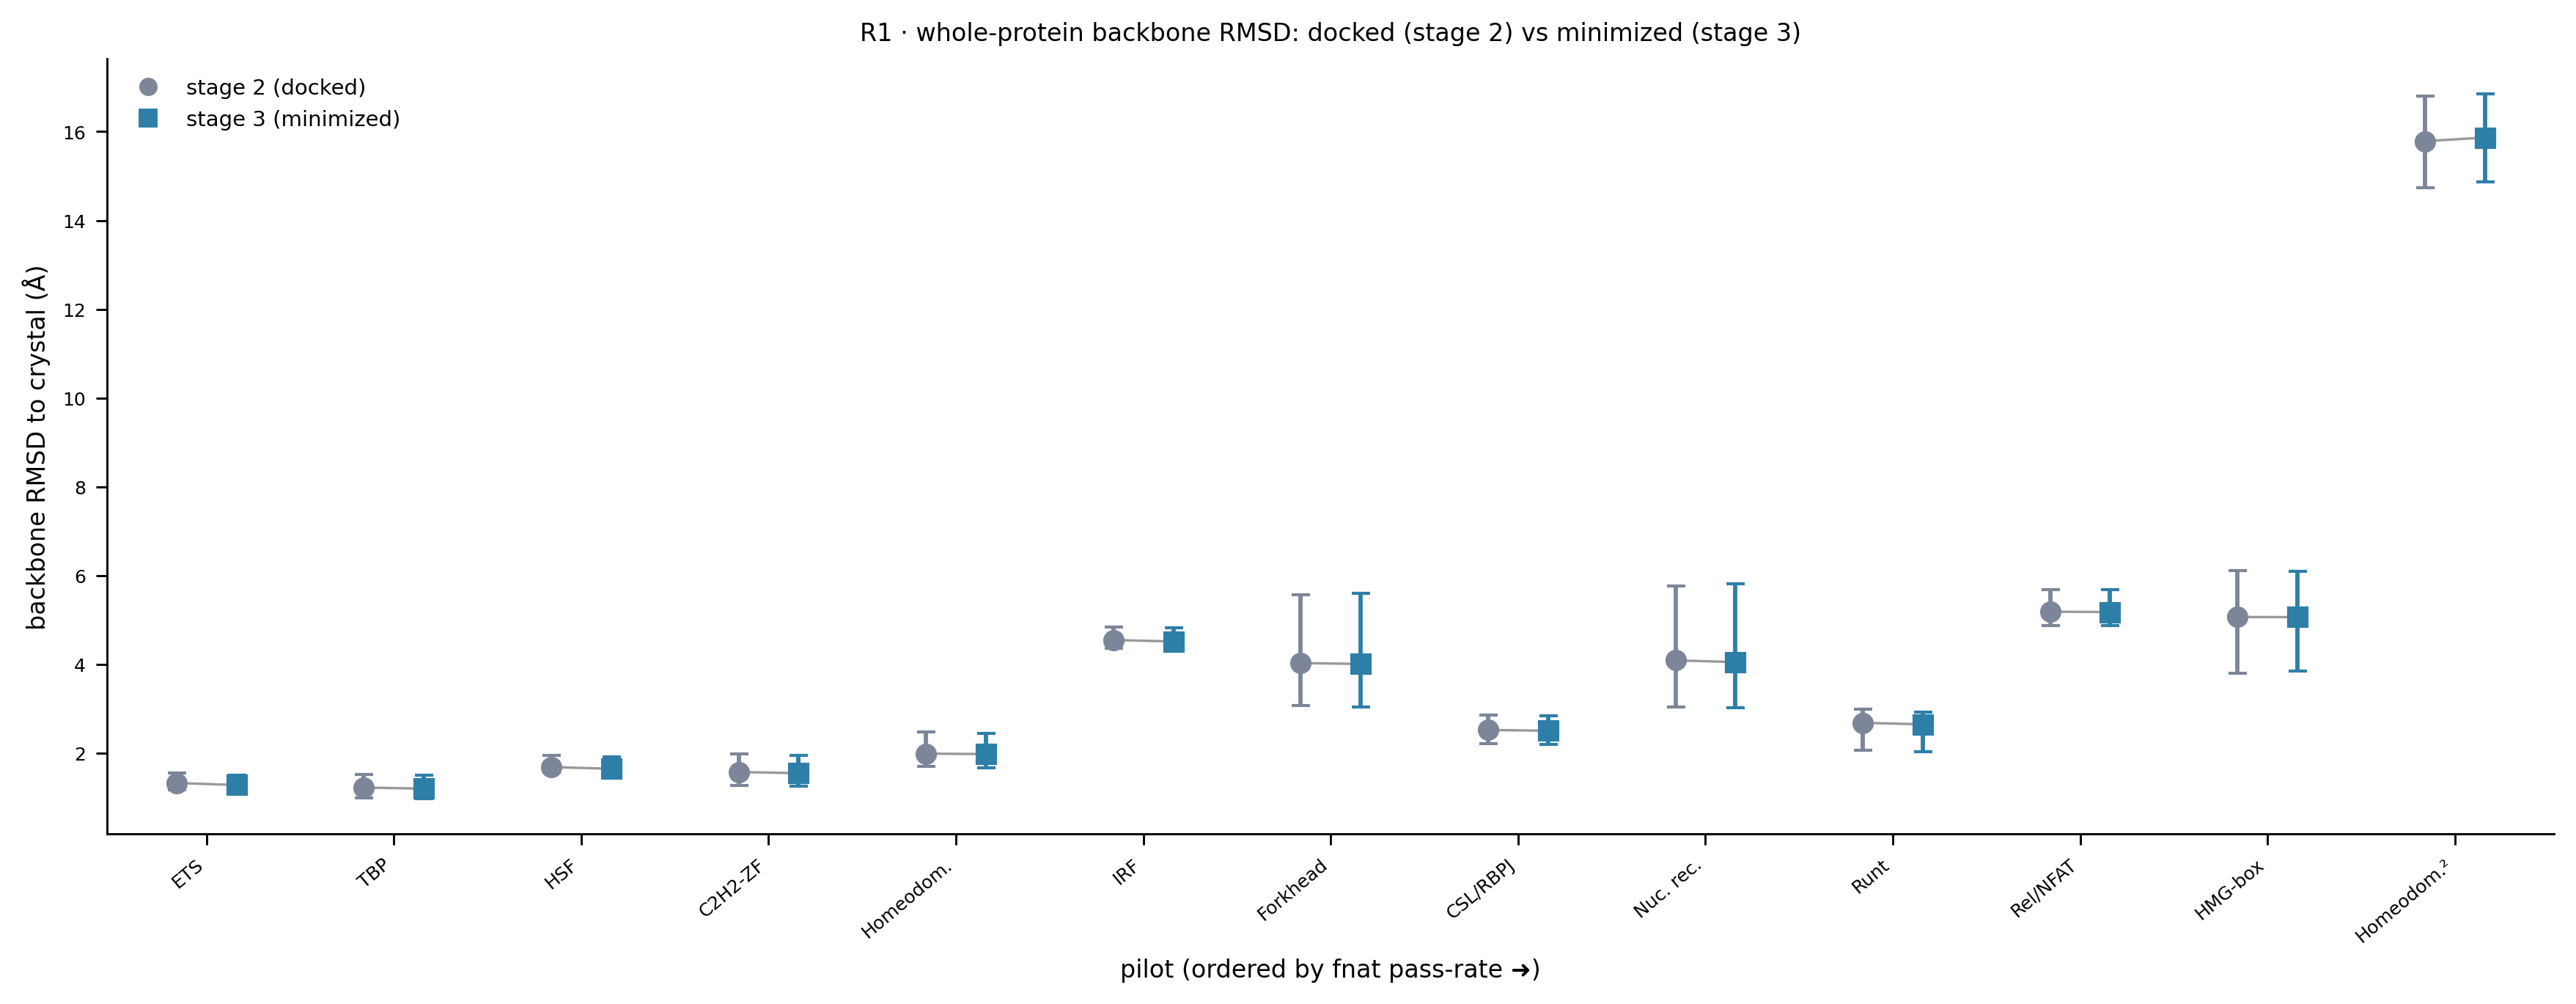 R1 · whole-protein backbone RMSD: docked (stage 2) vs minimized (stage 3)
stage 2 (docked)
stage 3 (minimized)
backbone RMSD to crystal (Å)
16
14
12
10
8
6
4
2
ETS
TBP
HSF
C2H2-ZF
Homeodom.
IRF
Forkhead
CSL/RBPJ
Nuc. rec.
Runt
Rel/NFAT
HMG-box
Homeodom.²
pilot (ordered by fnat pass-rate ➜)